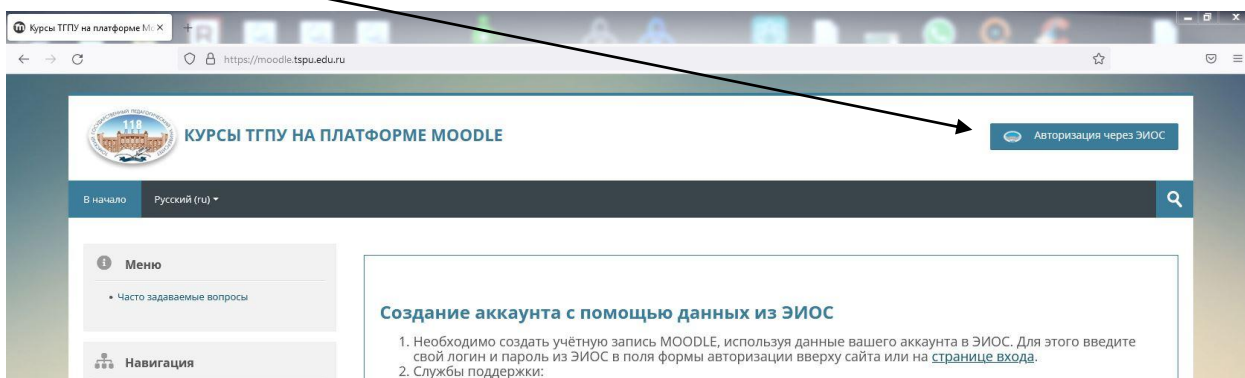 Курсы ТГПУ на платформе Мо
https://moodle.tspu.edu.ru
118
КУРСЫ ТГПУ НА ПЛАТФОРМЕ MOODLE
Авторизация через ЭИОС
В начало Русский (ru)
Меню
• Часто задаваемые вопросы
Навигация
Создание аккаунта с помощью данных из ЭИОС
1. Необходимо создать учётную запись MOODLE, используя данные вашего аккаунта в ЭИОС. Для этого введите
свой логин и пароль из ЭИОС в поля формы авторизации вверху сайта или на странице входа.
2. Службы поддержки: